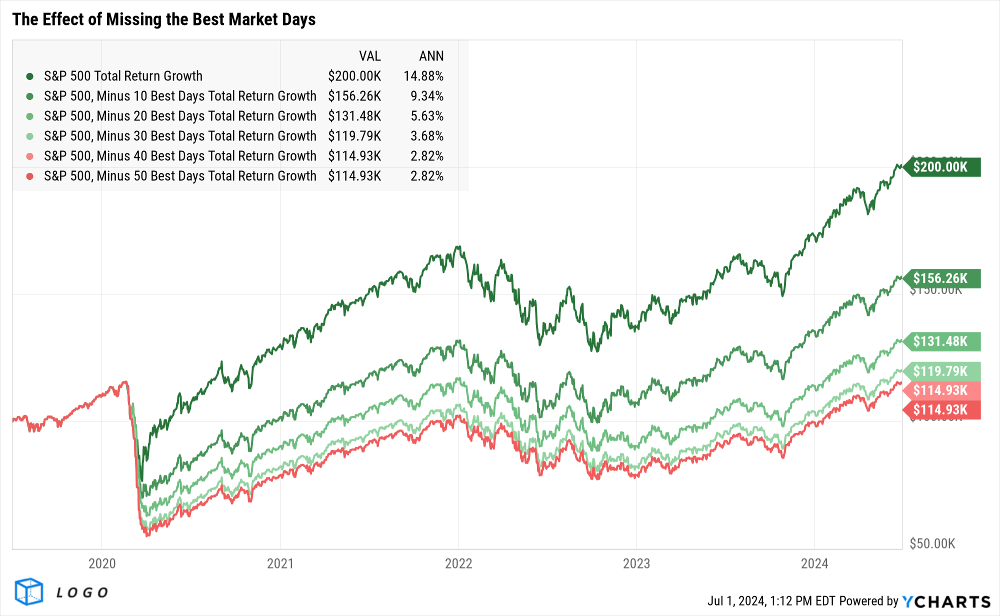 The Effect of Missing the Best Market Days
VAL ANN
S&P 500 Total Return Growth $200.00K 14.88%
S&P 500, Minus 10 Best Days Total Return Growth $156.26K 9.34%
S&P 500, Minus 20 Best Days Total Return Growth $131.48K 5.63%
S&P 500, Minus 30 Best Days Total Return Growth $119.79K 3.68%
S&P 500, Minus 40 Best Days Total Return Growth $114.93K 2.82%
S&P 500, Minus 50 Best Days Total Return Growth $114.93K 2.82%
$200.00K
$156.26K
$150.00K
$131.48K
$119.79K
$114.93K
$114.93K
$50.00K
2020 2021 2022 2023 2024
LOGO
Jul 1, 2024, 1:12 PM EDT Powered by YCHARTS